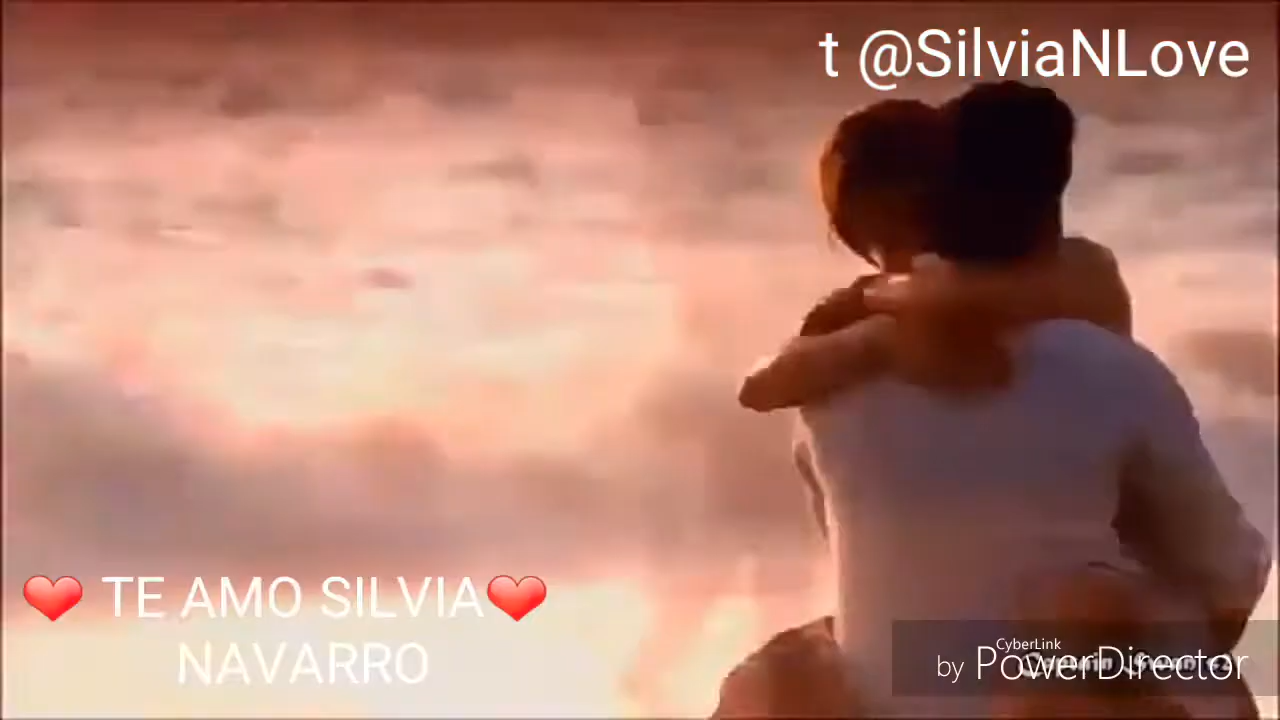 t @SilviaNLove
❤ TE AMO SILVIA❤
NAVARRO
CyberLink
by PowerDirector